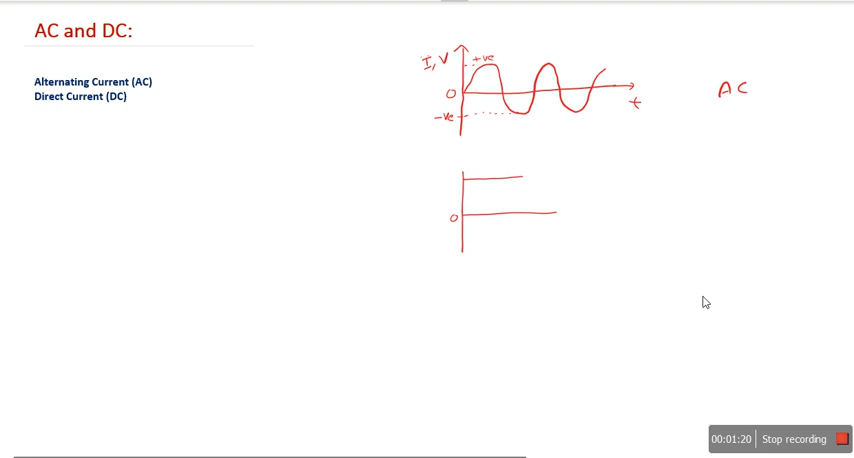 AC and DC:
Alternating Current (AC)
Direct Current (DC)
I, V
+ve
0
-ve
t
AC
0
00:01:20 Stop recording